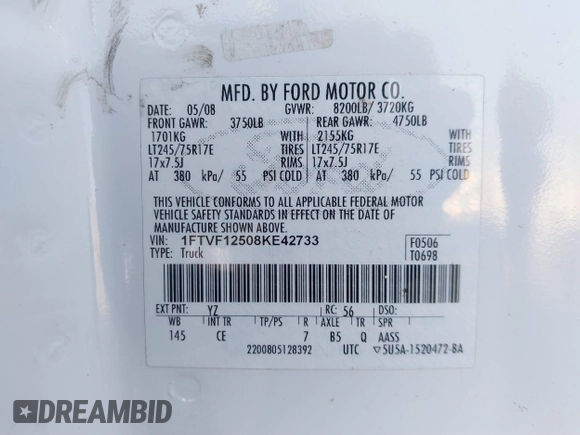 MFD. BY FORD MOTOR CO.
DATE: 05/08 GVWR: 8200LB/ 3720KG
FRONT GAWR: 3750LB REAR GAWR: 4750LB
1701KG WITH 2155KG WITH
LT245/75R17E TIRES LT245/75R17E TIRES
17x7.5J RIMS 17x7.5J RIMS
AT 380 kPa/ 55 PSI COLD AT 380 kPa/ 55 PSI COLD
THIS VEHICLE CONFORMS TO ALL APPLICABLE FEDERAL MOTOR
VEHICLE SAFETY STANDARDS IN EFFECT ON THE DATE OF
MANUFACTURE SHOWN ABOVE.
VIN: 1FTVF12508KE42733 F0506
TYPE: Truck T0698
EXT PNT: YZ RC: 56 DSO:
WB INT TR TP/PS R AXLE TR SPR
145 CE 7 B5 Q AASS
2200805128392 UTC ▽5U5A-1520472-BA
DREAMBID